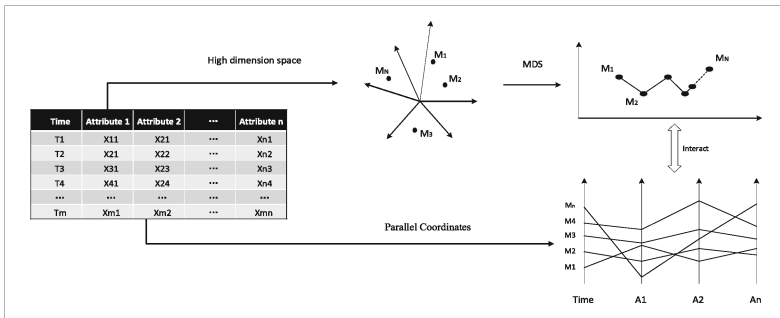 High dimension space
M1
MN
M2
M3
MDS
M1
M2
MN
Interact
Time Attribute 1 Attribute 2 ... Attribute n
T1 X11 X21 ... Xn1
T2 X21 X22 ... Xn2
T3 X31 X23 ... Xn3
T4 X41 X24 ... Xn4
... ... ... ... ...
Tm Xm1 Xm2 ... Xmn
Parallel Coordinates
Mn
M4
M3
M2
M1
Time A1 A2 An